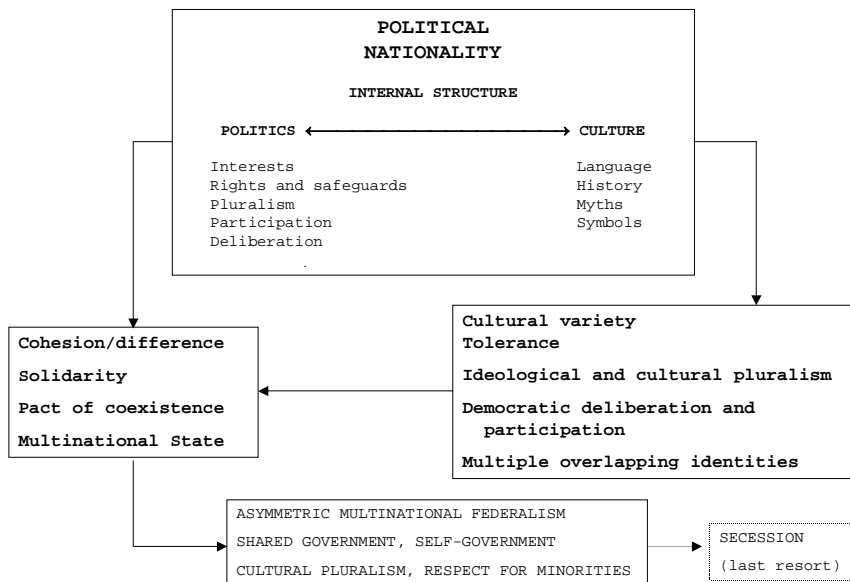 POLITICAL
NATIONALITY
INTERNAL STRUCTURE
POLITICS CULTURE
Interests
Rights and safeguards
Pluralism
Participation
Deliberation
.
Language
History
Myths
Symbols
Cohesion/difference
Solidarity
Pact of coexistence
Multinational State
Cultural variety
Tolerance
Ideological and cultural pluralism
Democratic deliberation and
participation
Multiple overlapping identities
ASYMMETRIC MULTINATIONAL FEDERALISM
SHARED GOVERNMENT, SELF-GOVERNMENT
CULTURAL PLURALISM, RESPECT FOR MINORITIES
SECESSION
(last resort)